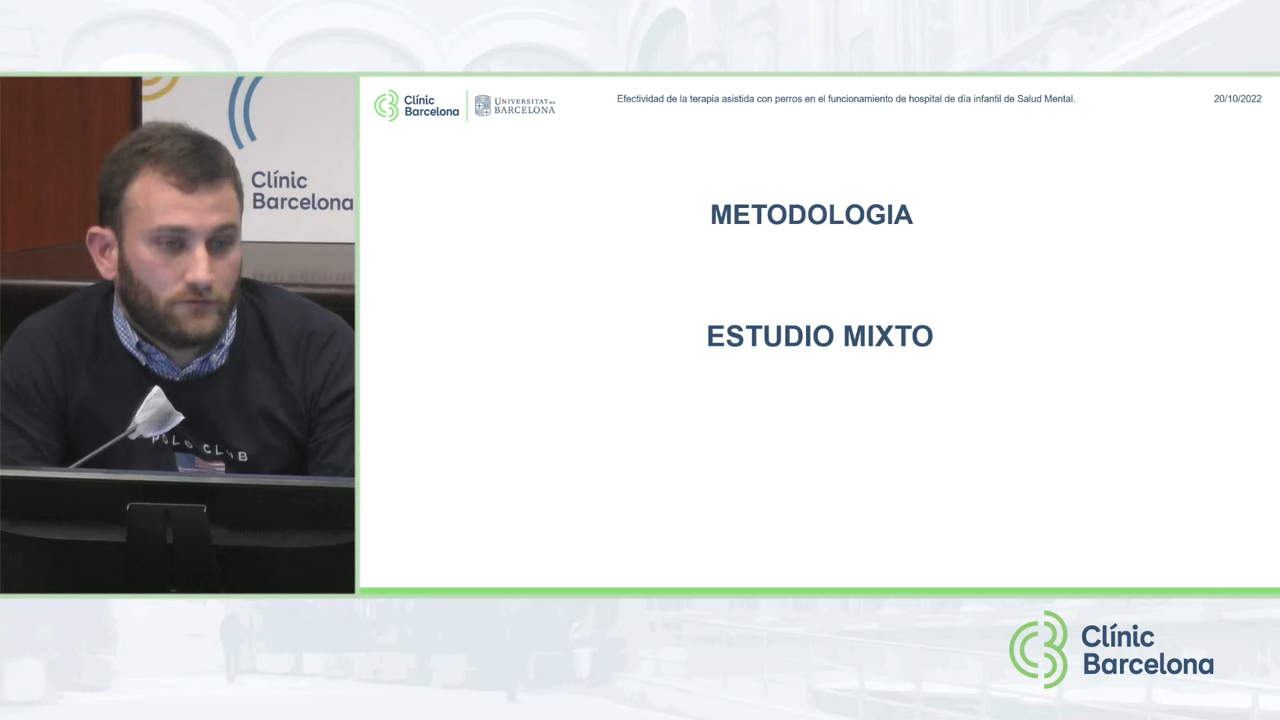 Clínic
Barcelona
POLO CLUB
Clínic
Barcelona
UNIVERSITAT DE
BARCELONA
Efectividad de la terapia asistida con perros en el funcionamiento de hospital de día infantil de Salud Mental.
20/10/2022
METODOLOGIA
ESTUDIO MIXTO
Clínic
Barcelona